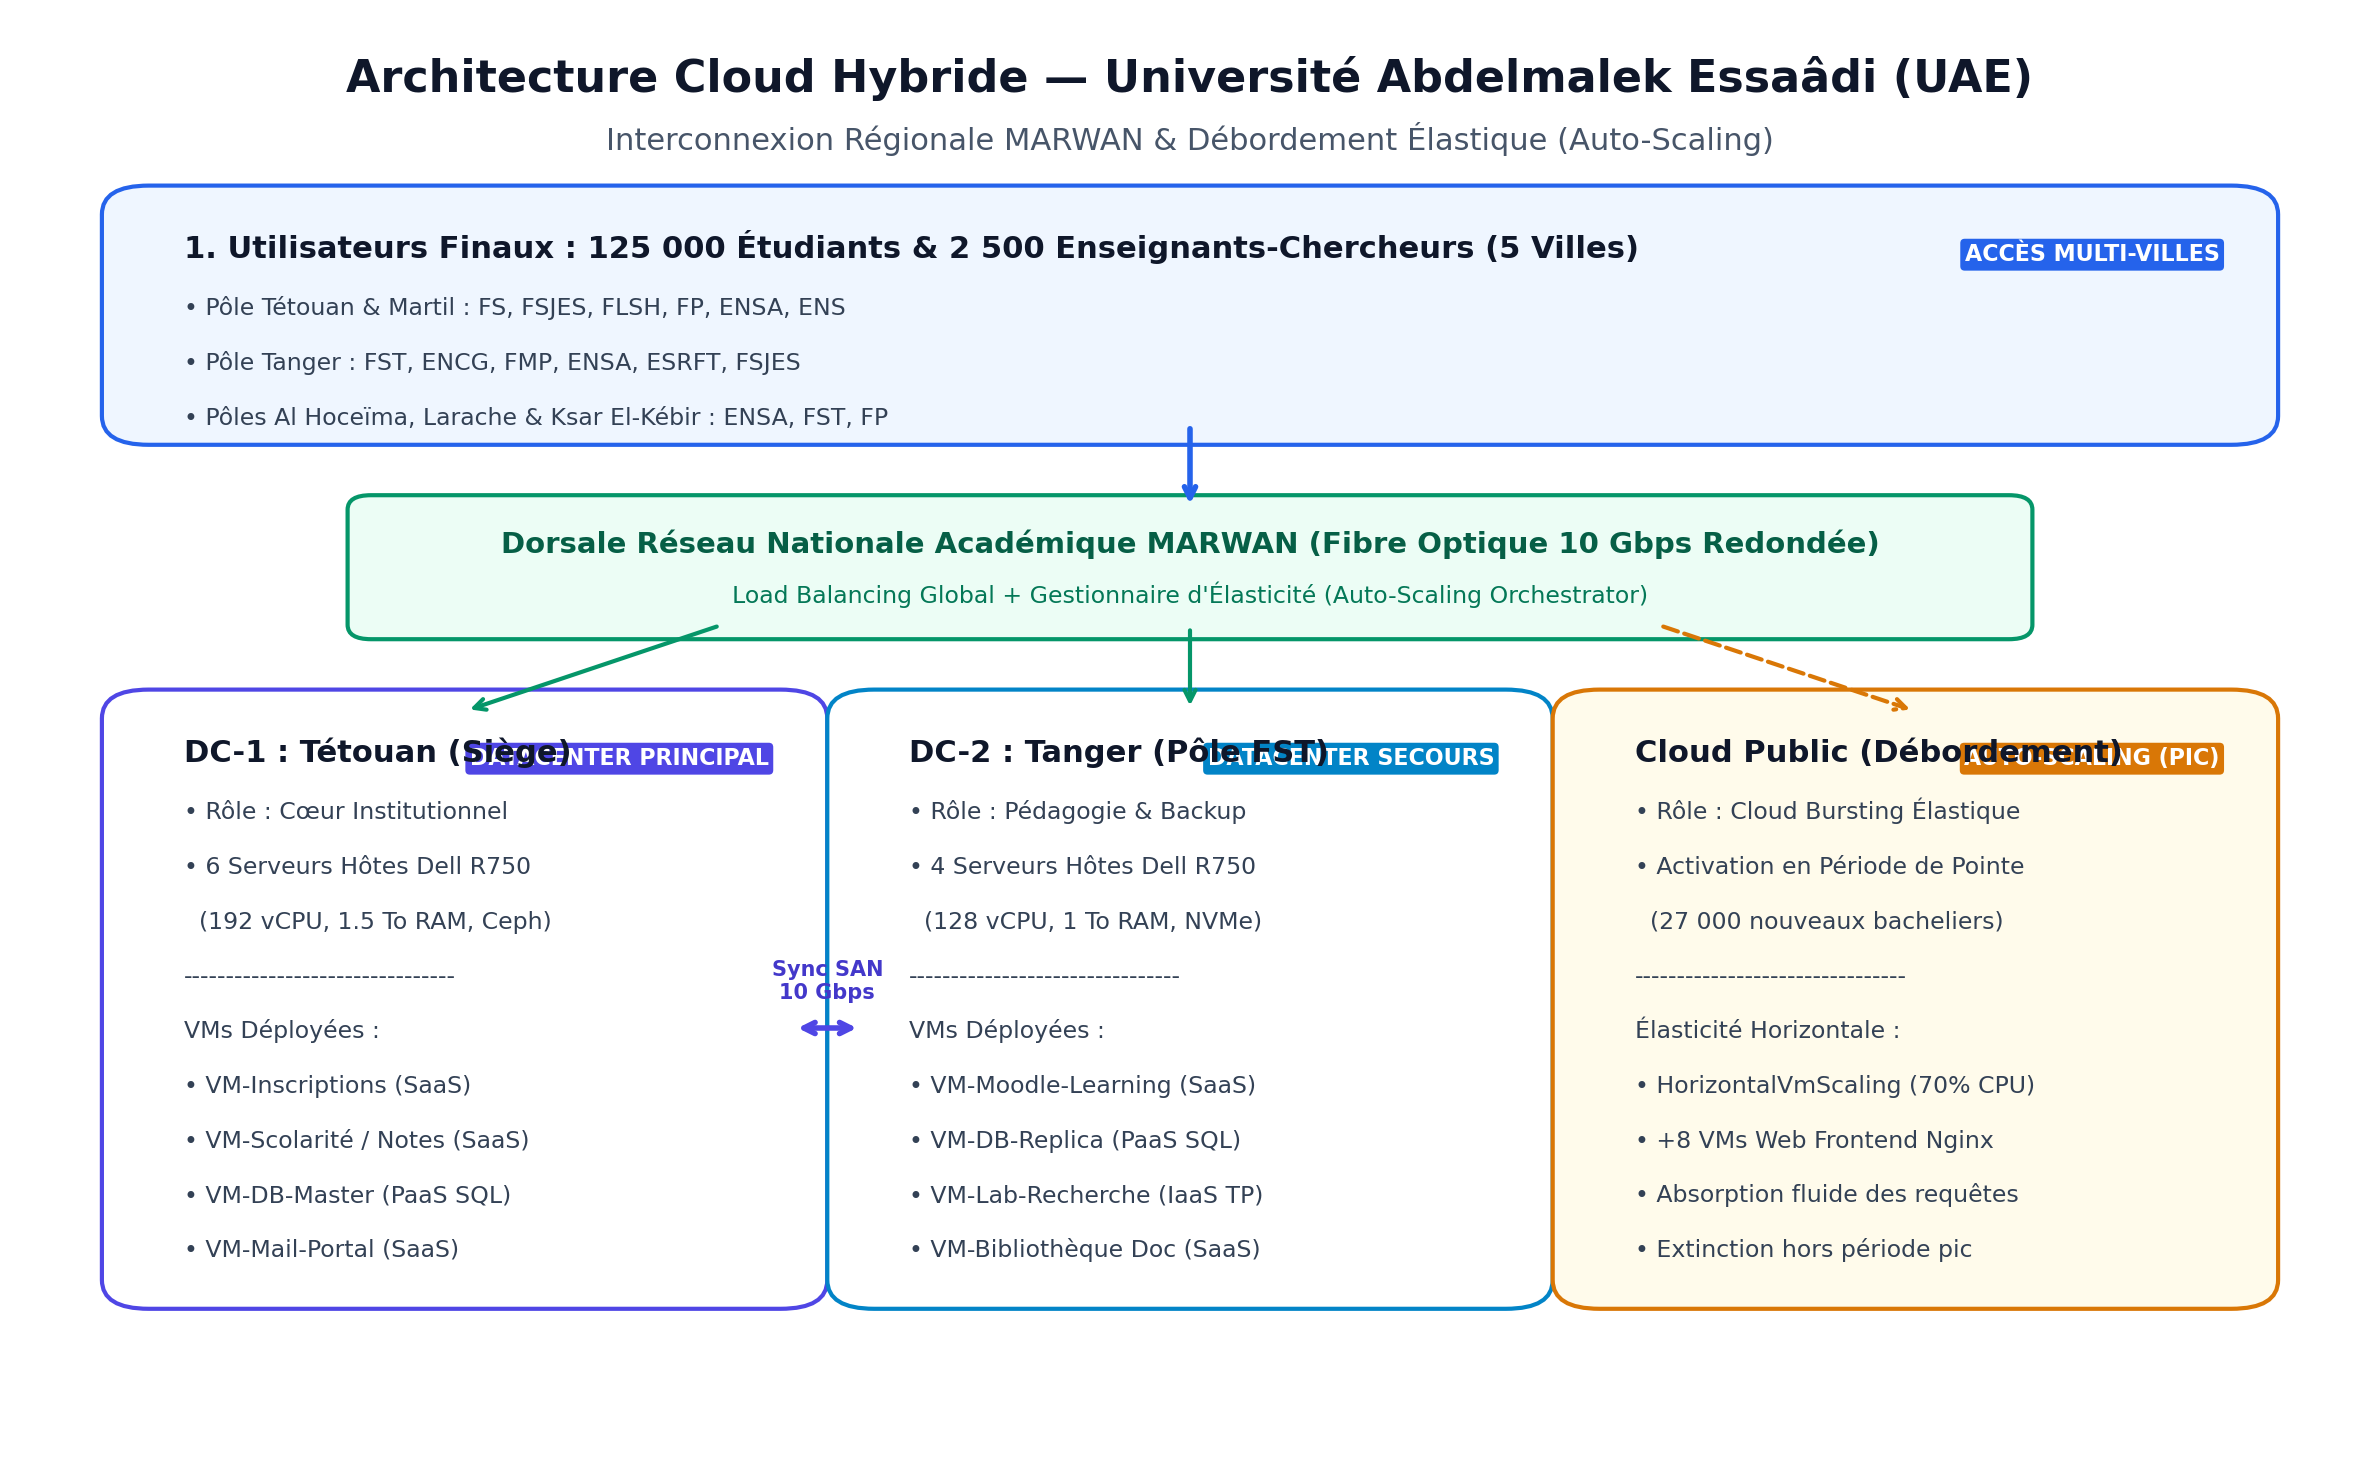 Architecture Cloud Hybride — Université Abdelmalek Essaâdi (UAE)
Interconnexion Régionale MARWAN & Débordement Élastique (Auto-Scaling)
1. Utilisateurs Finaux : 125 000 Étudiants & 2 500 Enseignants-Chercheurs (5 Villes)
ACCÈS MULTI-VILLES
• Pôle Tétouan & Martil : FS, FSJES, FLSH, FP, ENSA, ENS
• Pôle Tanger : FST, ENCG, FMP, ENSA, ESRFT, FSJES
• Pôles Al Hoceïma, Larache & Ksar El-Kébir : ENSA, FST, FP
Dorsale Réseau Nationale Académique MARWAN (Fibre Optique 10 Gbps Redondée)
Load Balancing Global + Gestionnaire d'Élasticité (Auto-Scaling Orchestrator)
DC-1 : Tétouan (Siège)
DATACENTER PRINCIPAL
• Rôle : Cœur Institutionnel
• 6 Serveurs Hôtes Dell R750
(192 vCPU, 1.5 To RAM, Ceph)
---------------------------------
VMs Déployées :
• VM-Inscriptions (SaaS)
• VM-Scolarité / Notes (SaaS)
• VM-DB-Master (PaaS SQL)
• VM-Mail-Portal (SaaS)
Sync SAN
10 Gbps
DC-2 : Tanger (Pôle FST)
DATACENTER SECOURS
• Rôle : Pédagogie & Backup
• 4 Serveurs Hôtes Dell R750
(128 vCPU, 1 To RAM, NVMe)
---------------------------------
VMs Déployées :
• VM-Moodle-Learning (SaaS)
• VM-DB-Replica (PaaS SQL)
• VM-Lab-Recherche (IaaS TP)
• VM-Bibliothèque Doc (SaaS)
Cloud Public (Débordement)
AUTO-SCALING (PIC)
• Rôle : Cloud Bursting Élastique
• Activation en Période de Pointe
(27 000 nouveaux bacheliers)
---------------------------------
Élasticité Horizontale :
• HorizontalVmScaling (70% CPU)
• +8 VMs Web Frontend Nginx
• Absorption fluide des requêtes
• Extinction hors période pic